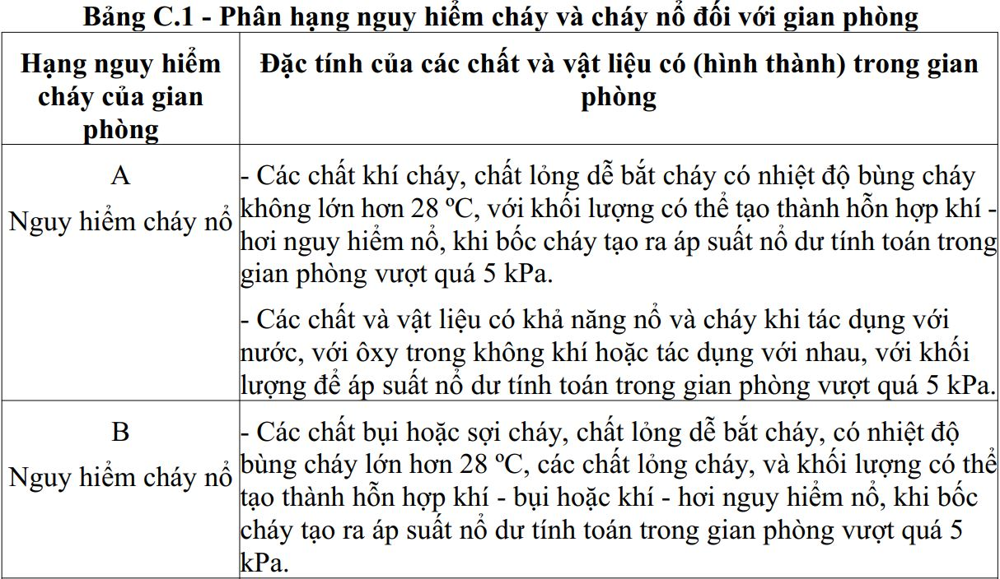 Bảng C.1 - Phân hạng nguy hiểm cháy và cháy nổ đối với gian phòng
Hạng nguy hiểm
cháy của gian
phòng
Đặc tính của các chất và vật liệu có (hình thành) trong gian
phòng
A
Nguy hiểm cháy nổ
- Các chất khí cháy, chất lỏng dễ bắt cháy có nhiệt độ bùng cháy
không lớn hơn 28 ºC, với khối lượng có thể tạo thành hỗn hợp khí -
hơi nguy hiểm nổ, khi bốc cháy tạo ra áp suất nổ dư tính toán trong
gian phòng vượt quá 5 kPa.
- Các chất và vật liệu có khả năng nổ và cháy khi tác dụng với
nước, với ôxy trong không khí hoặc tác dụng với nhau, với khối
lượng để áp suất nổ dư tính toán trong gian phòng vượt quá 5 kPa.
B
Nguy hiểm cháy nổ
- Các chất bụi hoặc sợi cháy, chất lỏng dễ bắt cháy, có nhiệt độ
bùng cháy lớn hơn 28 ºC, các chất lỏng cháy, và khối lượng có thể
tạo thành hỗn hợp khí - bụi hoặc khí - hơi nguy hiểm nổ, khi bốc
cháy tạo ra áp suất nổ dư tính toán trong gian phòng vượt quá 5
kPa.